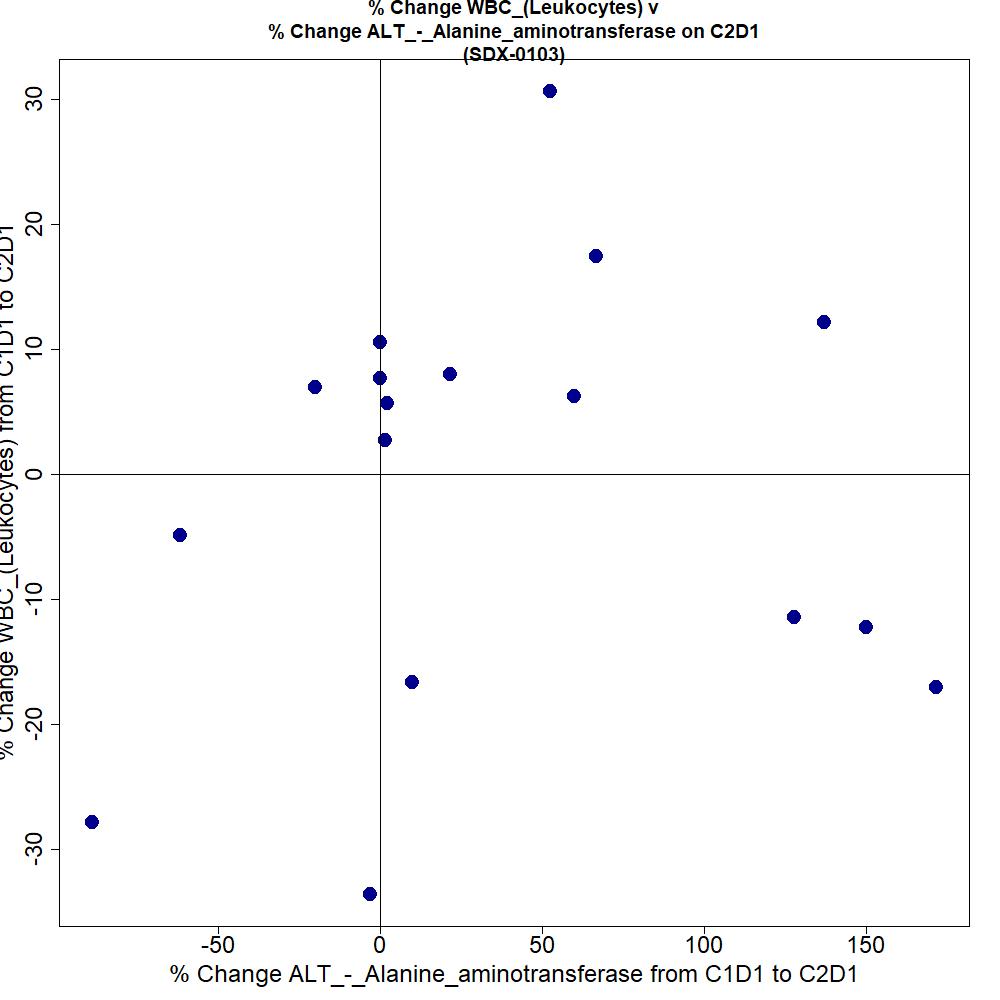 % Change WBC_(Leukocytes) v
% Change ALT_-_Alanine_aminotransferase on C2D1
(SDX-0103)
% Change WBC_(Leukocytes) from C1D1 to C2D1
30
20
10
0
-10
-20
-30
-50
0
50
100
150
% Change ALT_-_Alanine_aminotransferase from C1D1 to C2D1